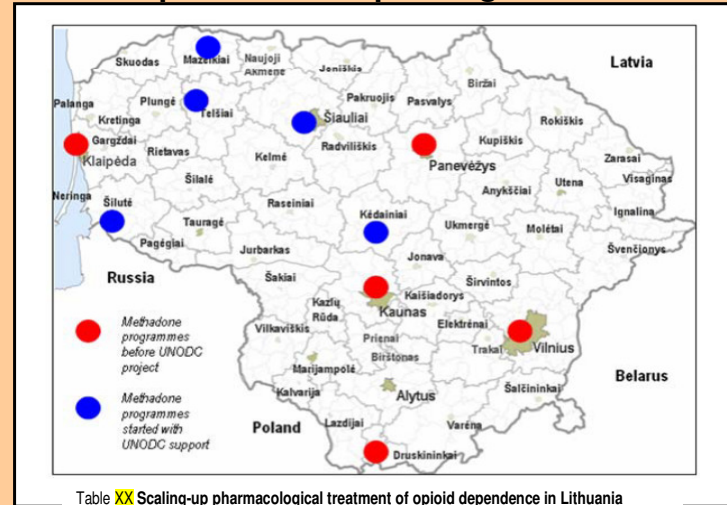 Latvia
Skuodas
Mažeikiai
Naujoji
Akmenė
Joniškis
Biržai
Palanga
Plungė
Telšiai
Šiauliai
Pakruojis
Pasvalys
Rokiškis
Kretinga
Gargždai
Klaipėda
Rietavas
Kelmė
Radviliškis
Panevėžys
Kupiškis
Zarasai
Visaginas
Neringa
Šilutė
Šilalė
Raseiniai
Kėdainiai
Anykščiai
Utena
Ignalina
Tauragė
Pagėgiai
Jurbarkas
Ukmergė
Molėtai
Švenčionys
Russia
Šakiai
Jonava
Širvintos
Kazlų
Rūda
Kaunas
Kaišiadorys
Vilkaviškis
Prienai
Birštonas
Elektrėnai
Trakai
Vilnius
Methadone
programmes
before UNODC
project
Marijampolė
Kalvarija
Alytus
Šalčininkai
Belarus
Methadone
programmes
started with
UNODC support
Poland
Lazdijai
Varėna
Druskininkai
Table XX Scaling-up pharmacological treatment of opioid dependence in Lithuania